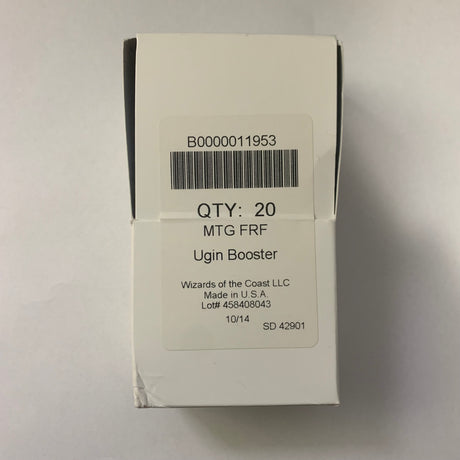 B0000011953
QTY: 20
MTG FRF
Ugin Booster
Wizards of the Coast LLC
Made in U.S.A.
Lot# 458408043
10/14
SD 42901